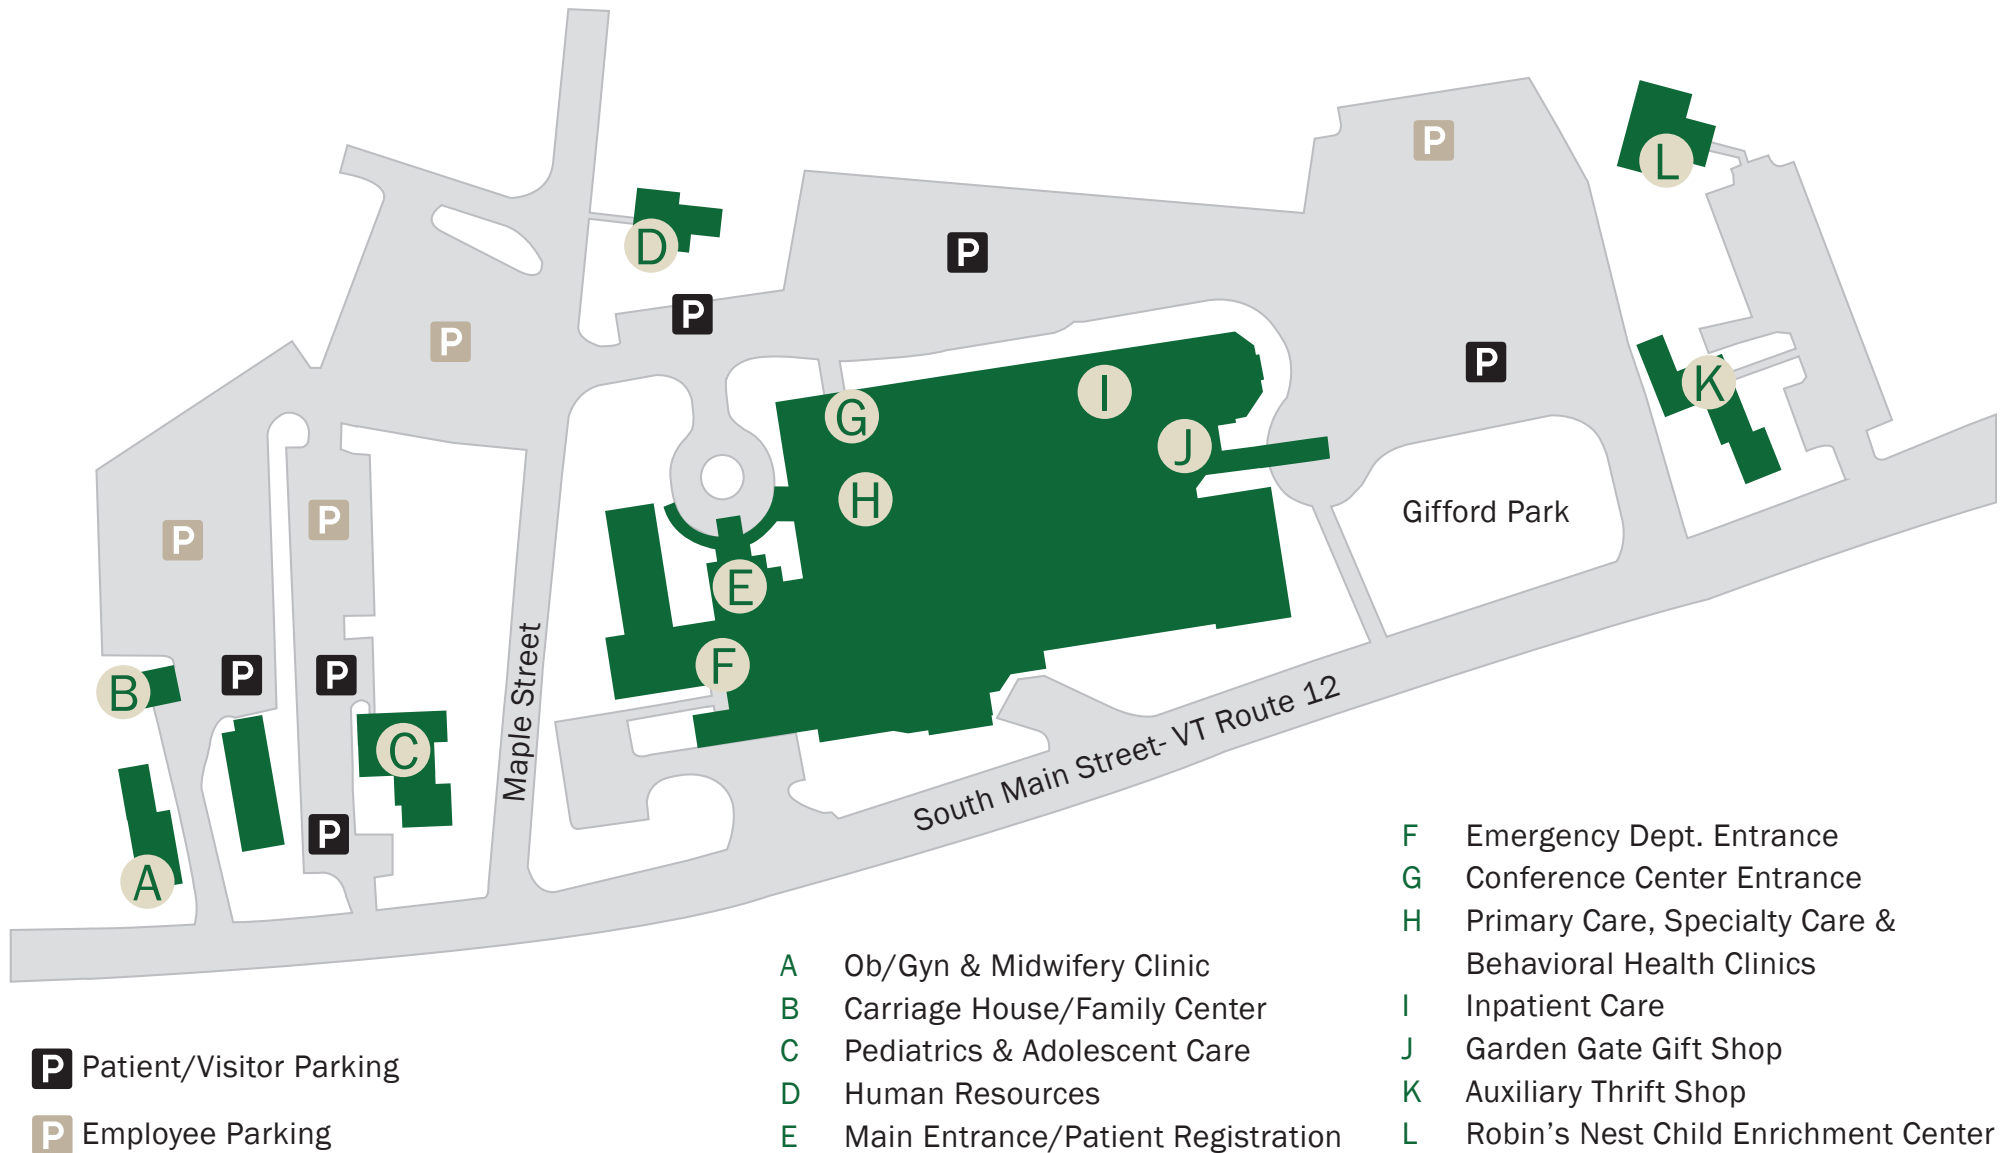 P
L
D
P
P
P
P
P
K
I
G
J
H
Gifford Park
P
P
E
F
B
P
P
C
Maple Street
South Main Street- VT Route 12
P
A
P Patient/Visitor Parking
P Employee Parking
A Ob/Gyn & Midwifery Clinic
B Carriage House/Family Center
C Pediatrics & Adolescent Care
D Human Resources
E Main Entrance/Patient Registration
F Emergency Dept. Entrance
G Conference Center Entrance
H Primary Care, Specialty Care &
Behavioral Health Clinics
I Inpatient Care
J Garden Gate Gift Shop
K Auxiliary Thrift Shop
L Robin's Nest Child Enrichment Center